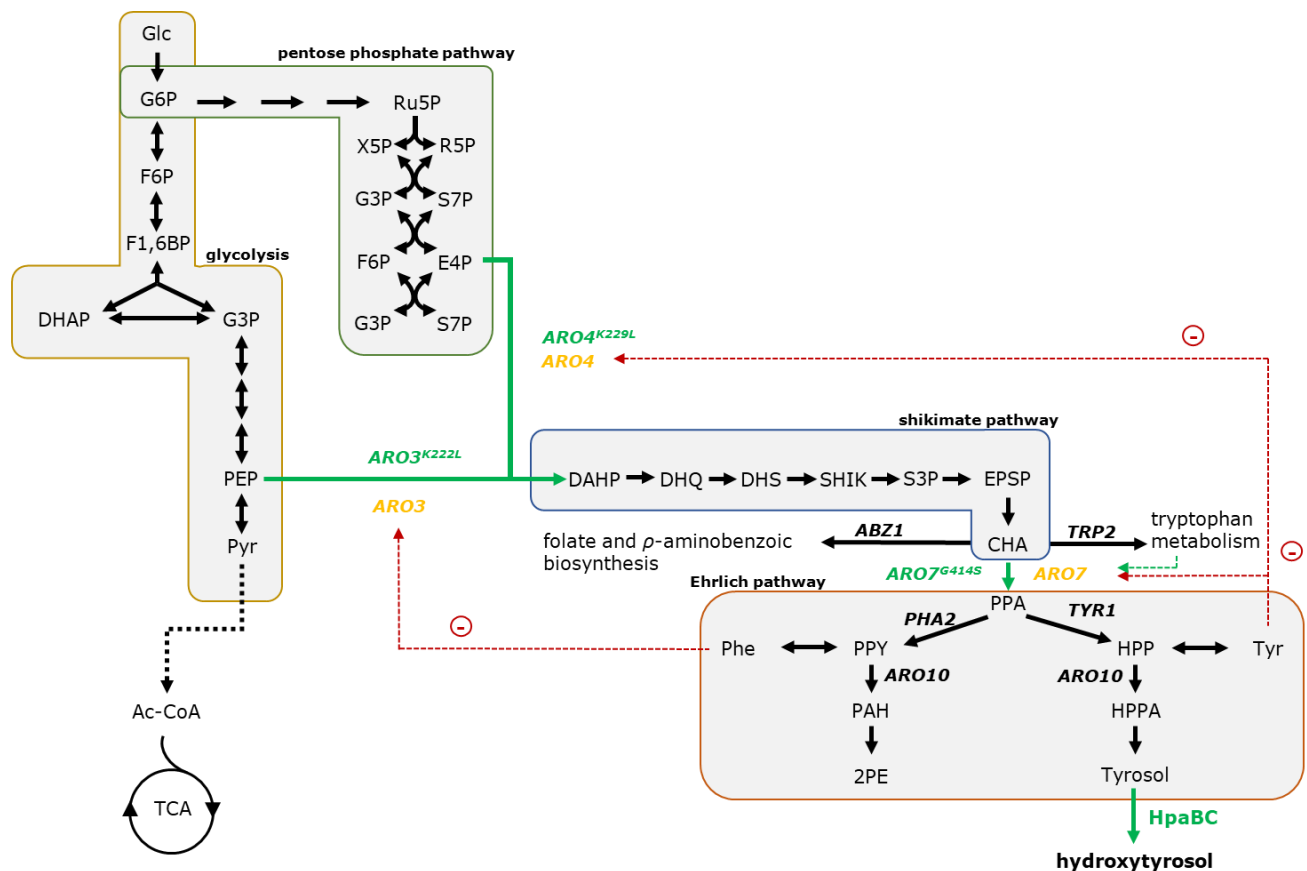 Glc
pentose phosphate pathway
G6P
Ru5P
X5P R5P
F6P
G3P S7P
F1,6BP
glycolysis
F6P E4P
DHAP G3P
G3P S7P
ARO4K229L
ARO4
-
shikimate pathway
ARO3K222L
PEP
DAHP DHQ DHS SHIK S3P EPSP
ARO3
Pyr
folate and ρ-aminobenzoic
biosynthesis
ABZ1
CHA
TRP2
tryptophan
metabolism
-
ARO7G414S
ARO7
Ehrlich pathway
PPA
-
PHA2
TYR1
Phe PPY HPP Tyr
ARO10 ARO10
Ac-CoA
PAH HPPA
2PE Tyrosol
TCA
HpaBC
hydroxytyrosol